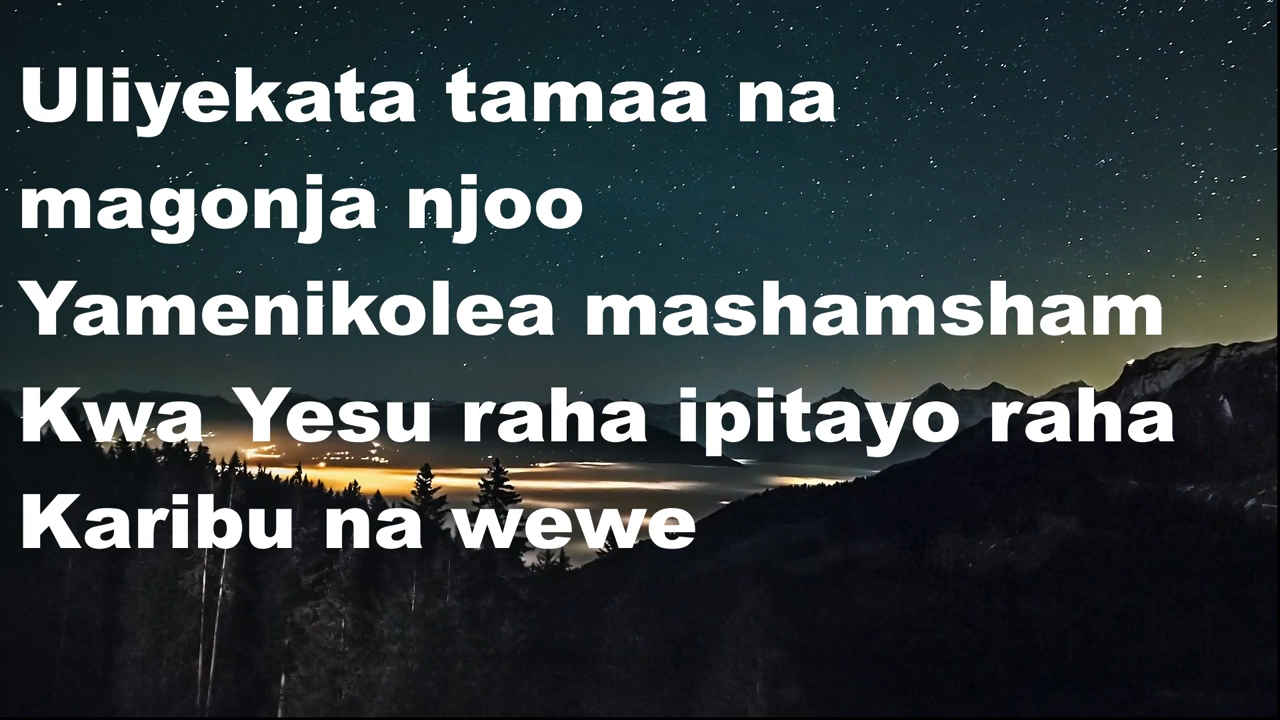 Uliyekata tamaa na
magonja njoo
Yamenikolea mashamsham
Kwa Yesu raha ipitayo raha
Karibu na wewe